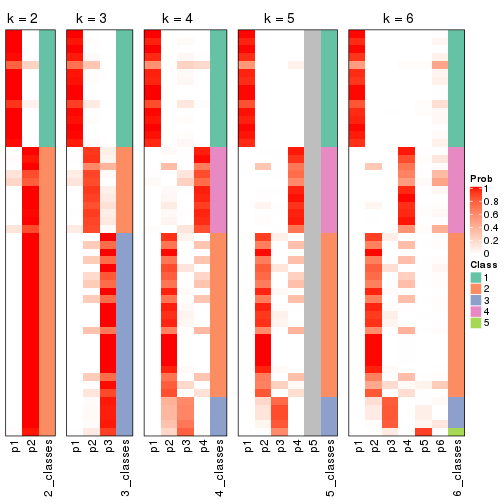 k = 2 k = 3 k = 4 k = 5 k = 6
Prob
1
0.8
0.6
0.4
0.2
0
Class
1
2
3
4
5
p1 p2 2_classes p1 p2 p3 3_classes p1 p2 p3 p4 4_classes p1 p2 p3 p4 p5 5_classes p1 p2 p3 p4 p5 p6 6_classes